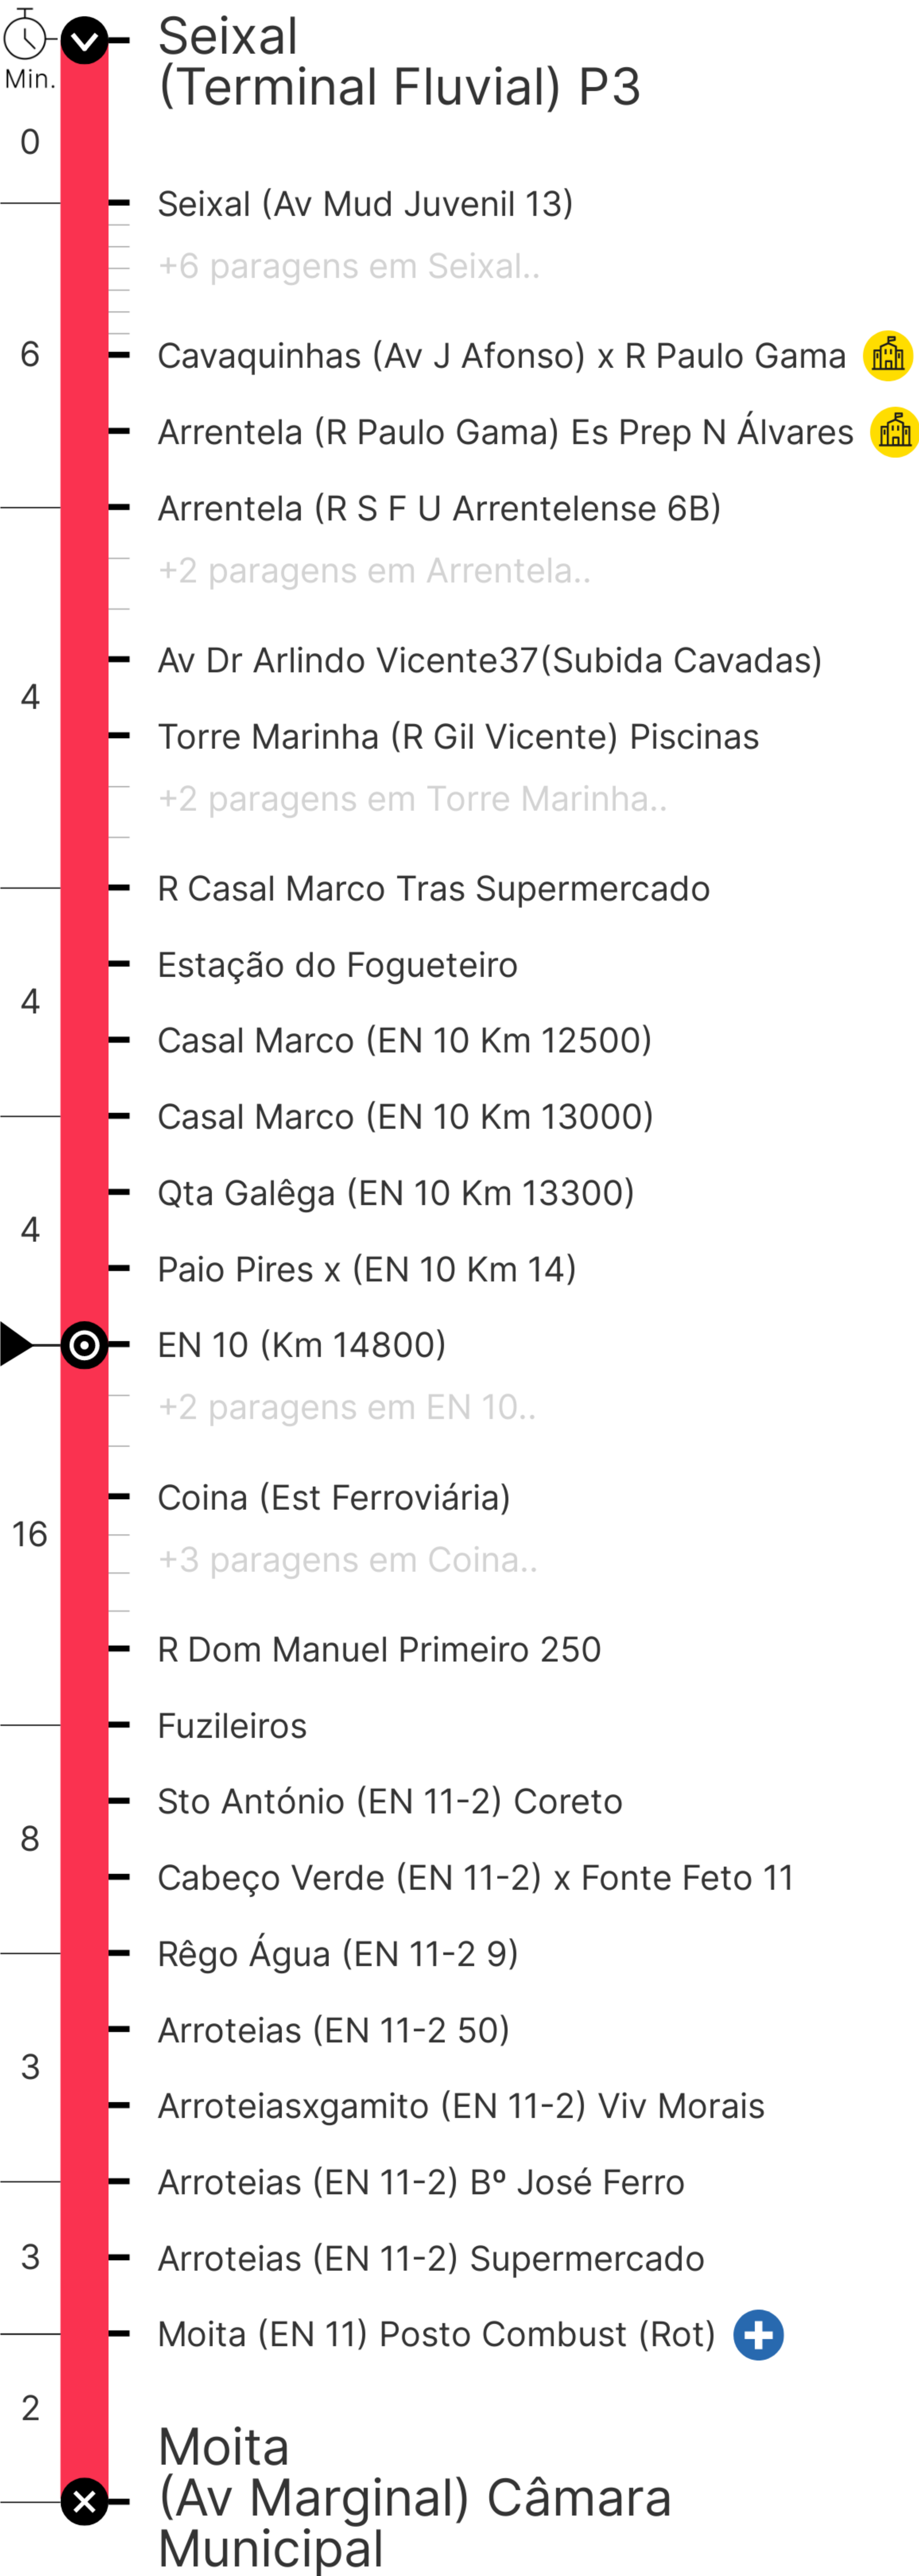 Seixal
(Terminal Fluvial) P3
Min.
0
Seixal (Av Mud Juvenil 13)
+6 paragens em Seixal..
6
Cavaquinhas (Av J Afonso) x R Paulo Gama
Arrentela (R Paulo Gama) Es Prep N Álvares
Arrentela (R S F U Arrentelense 6B)
+2 paragens em Arrentela..
Av Dr Arlindo Vicente37(Subida Cavadas)
4
Torre Marinha (R Gil Vicente) Piscinas
+2 paragens em Torre Marinha..
R Casal Marco Tras Supermercado
Estação do Fogueteiro
4
Casal Marco (EN 10 Km 12500)
Casal Marco (EN 10 Km 13000)
Qta Galêga (EN 10 Km 13300)
4
Paio Pires x (EN 10 Km 14)
EN 10 (Km 14800)
+2 paragens em EN 10..
Coina (Est Ferroviária)
16
+3 paragens em Coina..
R Dom Manuel Primeiro 250
Fuzileiros
Sto António (EN 11-2) Coreto
8
Cabeço Verde (EN 11-2) x Fonte Feto 11
Rêgo Água (EN 11-2 9)
Arroteias (EN 11-2 50)
3
Arroteiasxgamito (EN 11-2) Viv Morais
Arroteias (EN 11-2) Bº José Ferro
3
Arroteias (EN 11-2) Supermercado
Moita (EN 11) Posto Combust (Rot)
2
Moita
(Av Marginal) Câmara
Municipal